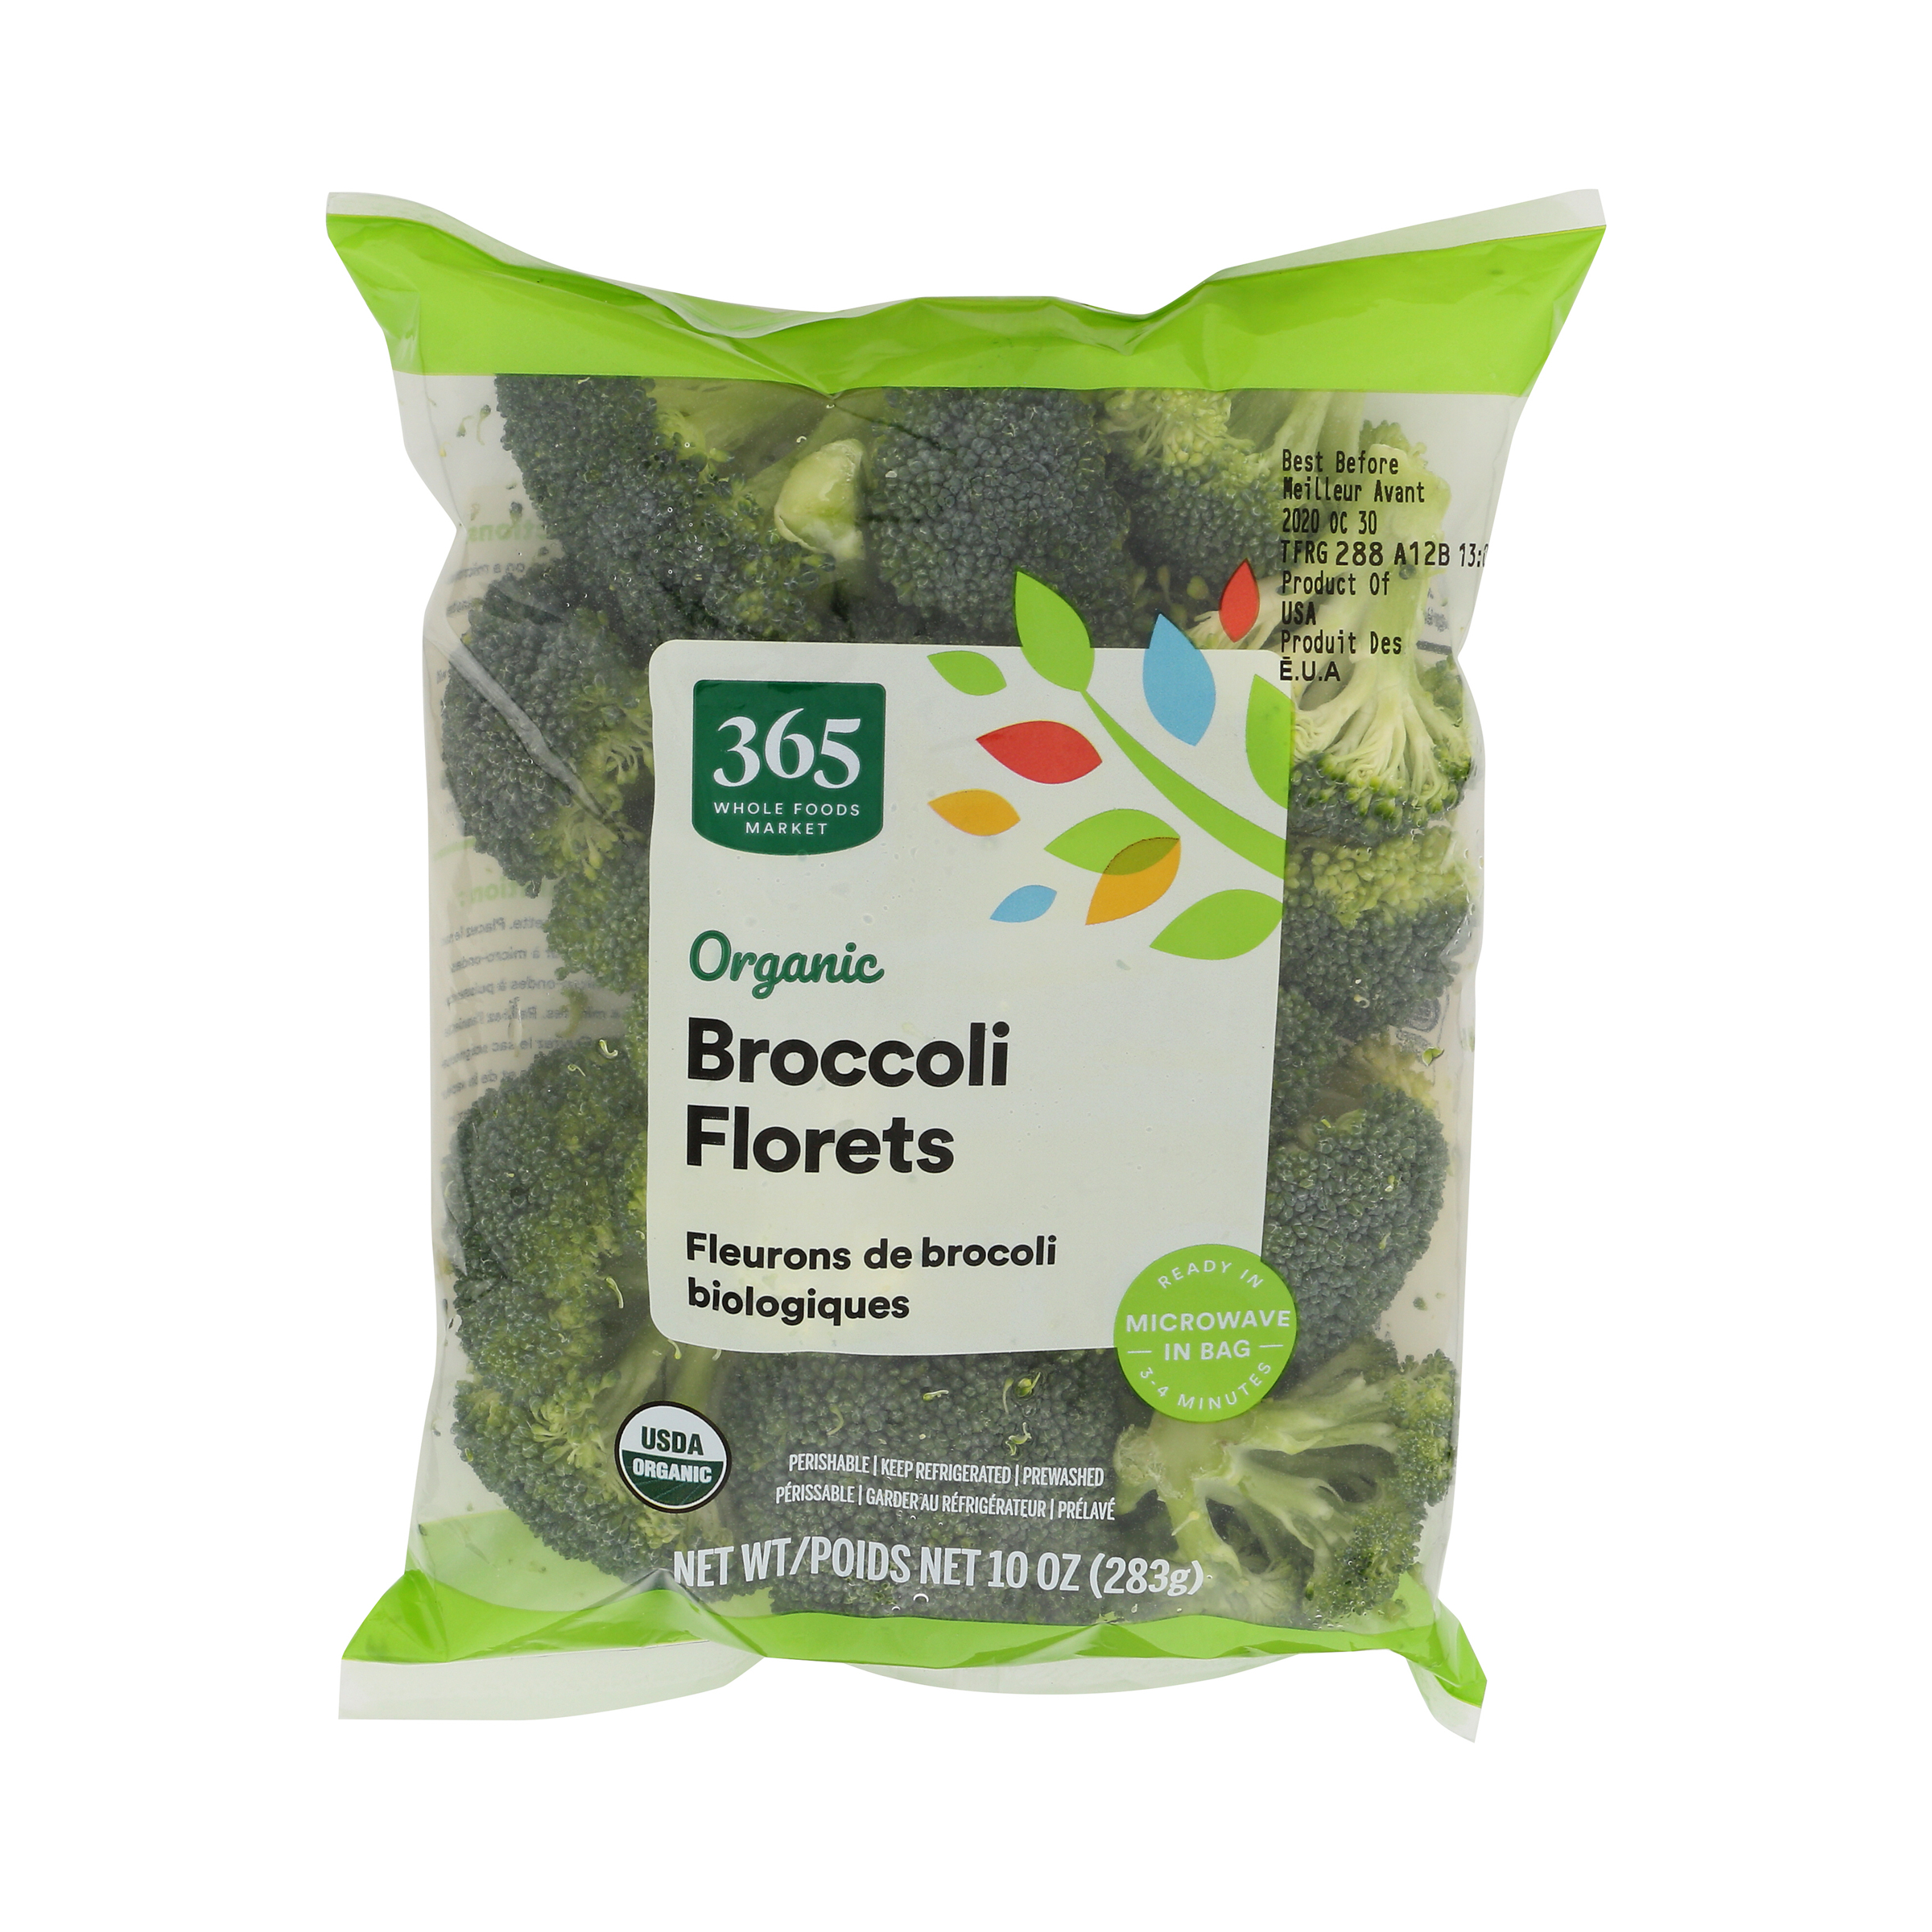 Best Before
Meilleur Avant
2020 OC 30
TFRG 288 A12B 13:
Product Of
USA
Produit Des
É.U.A
365
WHOLE FOODS
MARKET
Organic
Broccoli
Florets
Fleurons de brocoli
biologiques
READY IN
MICROWAVE
IN BAG
3-4 MINUTES
USDA
ORGANIC
PERISHABLE | KEEP REFRIGERATED | PREWASHED
PÉRISSABLE | GARDER AU RÉFRIGÉRATEUR | PRÉLAVÉ
NET WT/POIDS NET 10 OZ (283g)